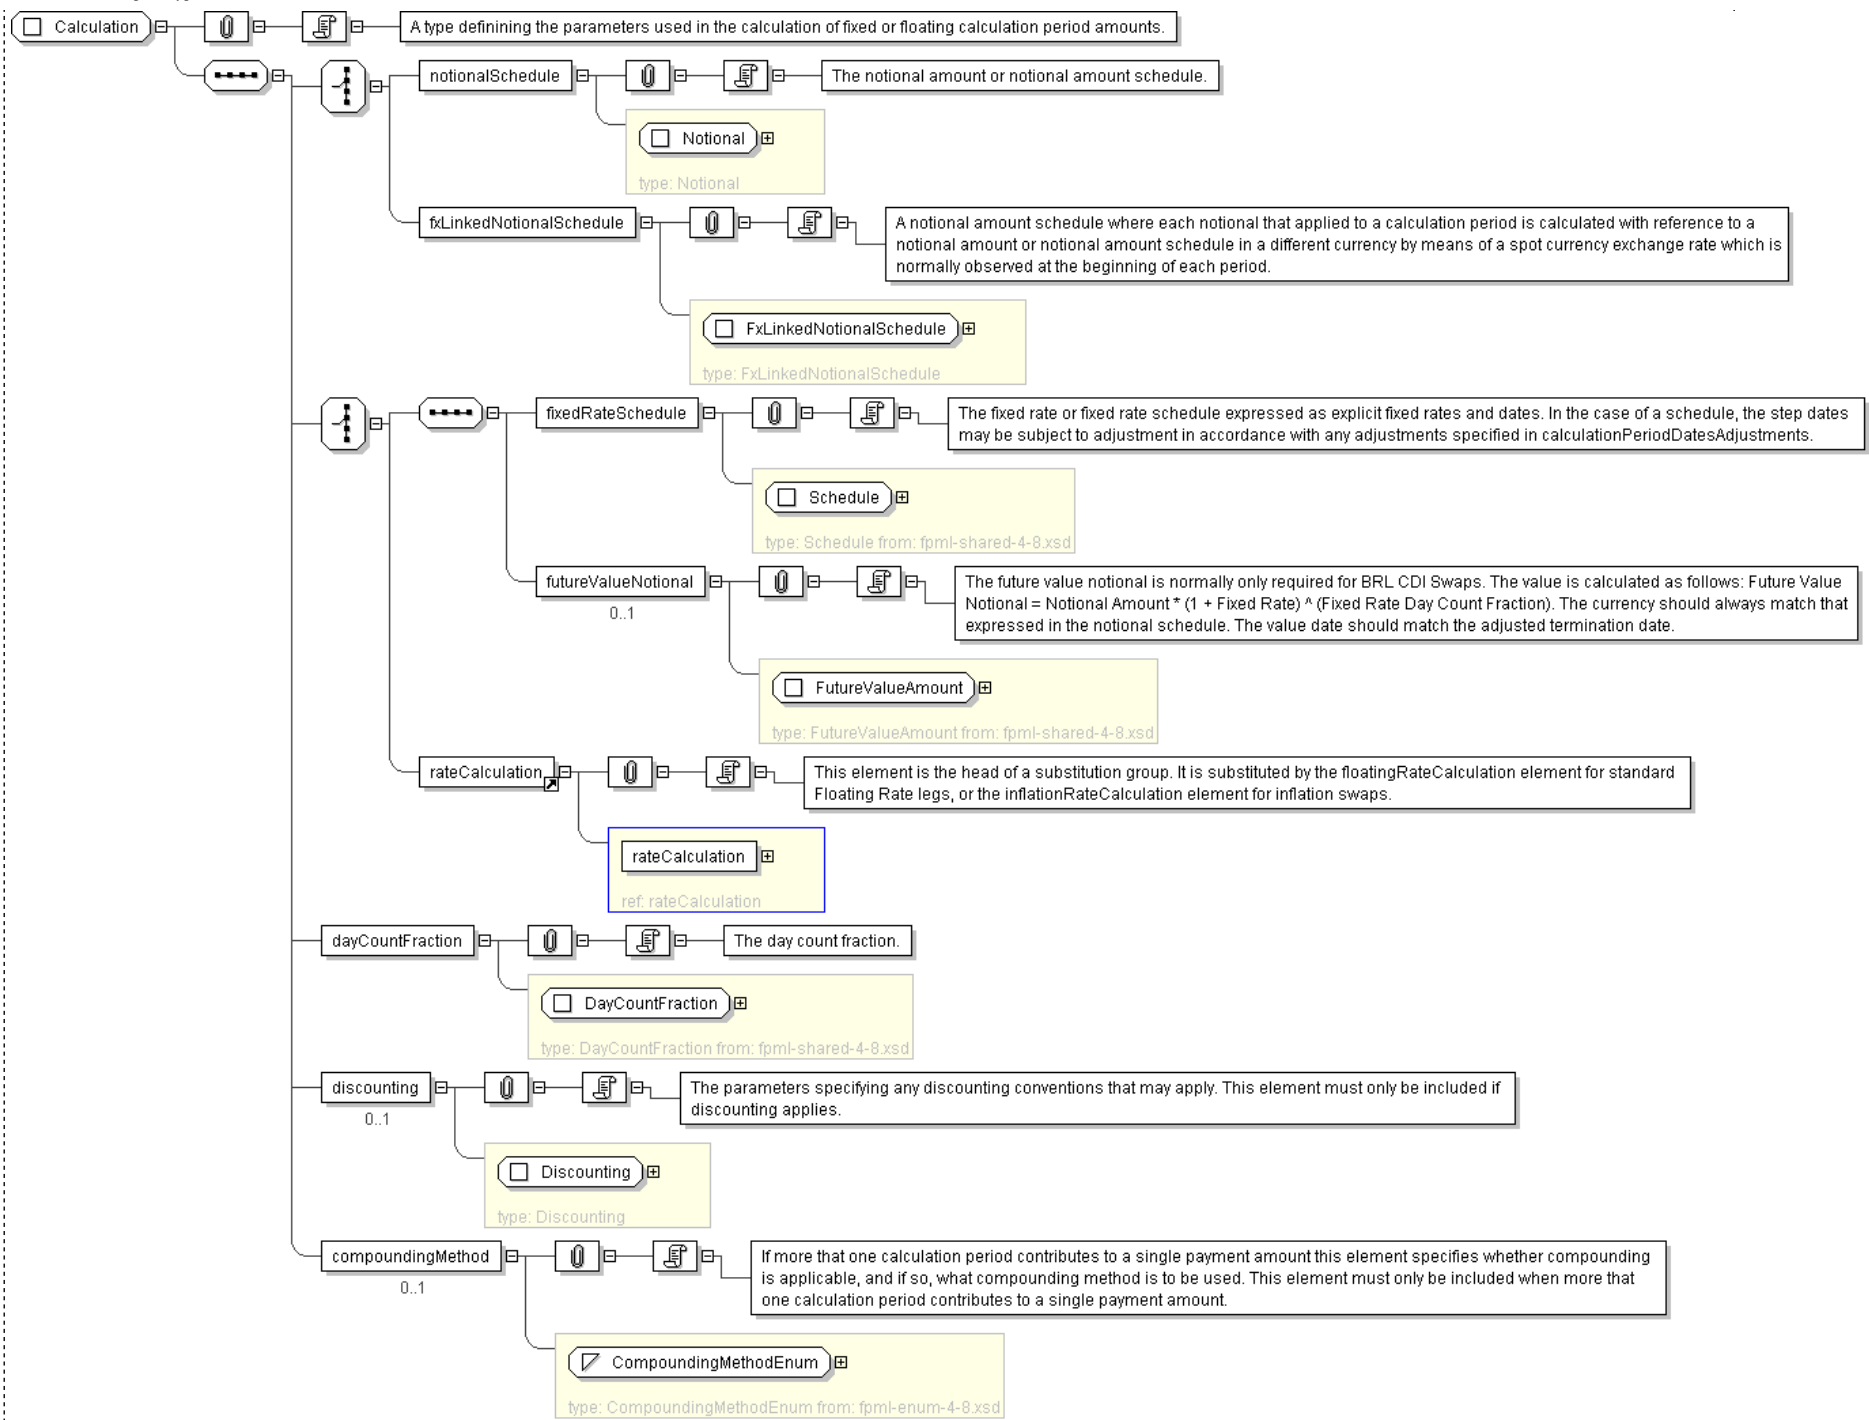 Calculation
A type definining the parameters used in the calculation of fixed or floating calculation period amounts.
notionalSchedule
The notional amount or notional amount schedule.
Notional
type: Notional
fxLinkedNotionalSchedule
A notional amount schedule where each notional that applied to a calculation period is calculated with reference to a
notional amount or notional amount schedule in a different currency by means of a spot currency exchange rate which is
normally observed at the beginning of each period.
FxLinkedNotionalSchedule
type: FxLinkedNotionalSchedule
fixedRateSchedule
The fixed rate or fixed rate schedule expressed as explicit fixed rates and dates. In the case of a schedule, the step dates
may be subject to adjustment in accordance with any adjustments specified in calculationPeriodDatesAdjustments.
Schedule
type: Schedule from: fpml-shared-4-8.xsd
futureValueNotional
0..1
The future value notional is normally only required for BRL CDI Swaps. The value is calculated as follows: Future Value
Notional = Notional Amount * (1 + Fixed Rate) ^ (Fixed Rate Day Count Fraction). The currency should always match that
expressed in the notional schedule. The value date should match the adjusted termination date.
FutureValueAmount
type: FutureValueAmount from: fpml-shared-4-8.xsd
rateCalculation
This element is the head of a substitution group. It is substituted by the floatingRateCalculation element for standard
Floating Rate legs, or the inflationRateCalculation element for inflation swaps.
rateCalculation
ref: rateCalculation
dayCountFraction
The day count fraction.
DayCountFraction
type: DayCountFraction from: fpml-shared-4-8.xsd
discounting
0..1
The parameters specifying any discounting conventions that may apply. This element must only be included if
discounting applies.
Discounting
type: Discounting
compoundingMethod
0..1
If more that one calculation period contributes to a single payment amount this element specifies whether compounding
is applicable, and if so, what compounding method is to be used. This element must only be included when more that
one calculation period contributes to a single payment amount.
CompoundingMethodEnum
type: CompoundingMethodEnum from: fpml-enum-4-8.xsd